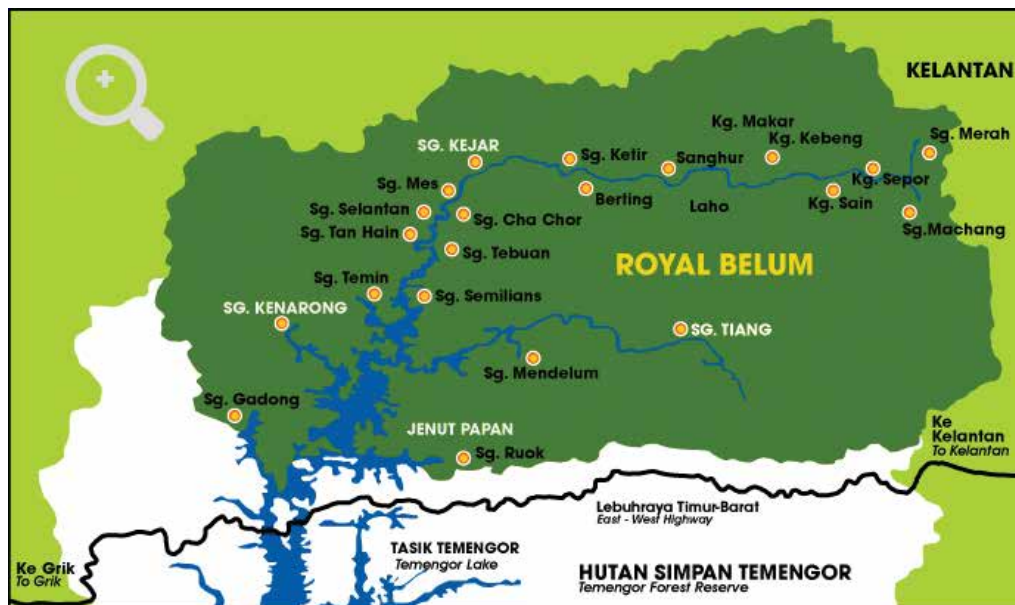 KELANTAN
Kg. Makar
Kg. Kebeng
Sg. Merah
SG. KEJAR
Sg. Ketir
Sanghur
Kg. Sepor
Sg. Mes
Berting
Laho
Kg. Sain
Sg. Selantan
Sg. Cha Chor
Sg.Machang
Sg. Tan Hain
Sg. Tebuan
ROYAL BELUM
Sg. Temin
Sg. Semilians
SG. KENARONG
SG. TIANG
Sg. Mendelum
Sg. Gadong
JENUT PAPAN
Sg. Ruok
Ke
Kelantan
To Kelantan
Lebuhraya Timur-Barat
East - West Highway
TASIK TEMENGOR
Temengor Lake
Ke Grik
To Grik
HUTAN SIMPAN TEMENGOR
Temengor Forest Reserve